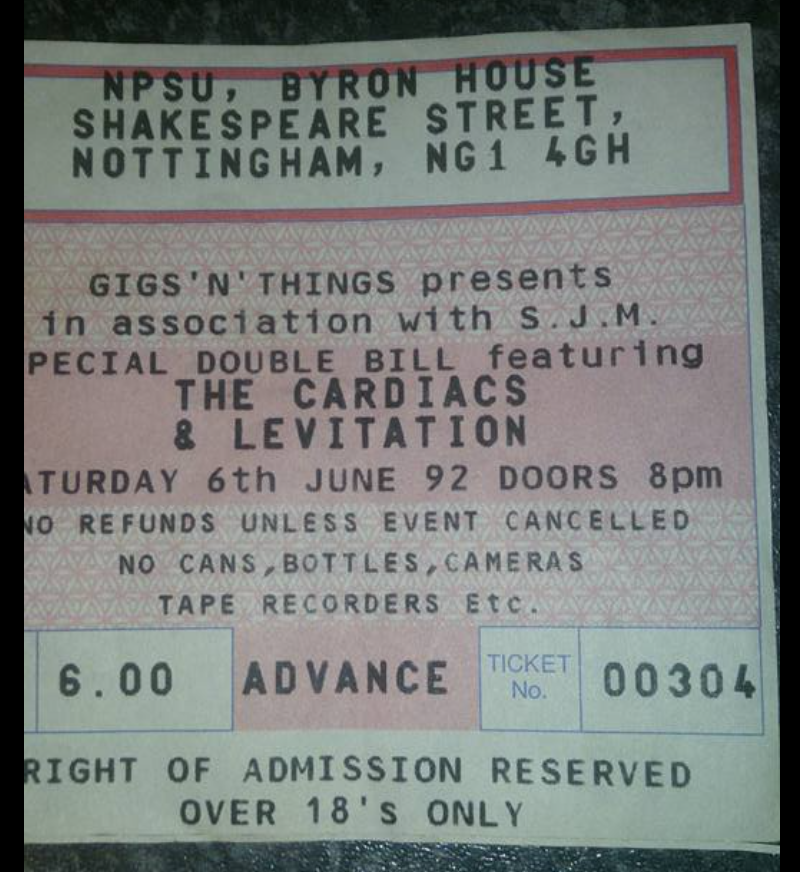 NPSU, BYRON HOUSE
SHAKESPEARE STREET,
NOTTINGHAM, NG1 4GH
GIGS'N'THINGS presents
in association with S.J.M.
PECIAL DOUBLE BILL featuring
THE CARDIACS
& LEVITATION
ATURDAY 6th JUNE 92 DOORS 8pm
NO REFUNDS UNLESS EVENT CANCELLED
NO CANS,BOTTLES,CAMERAS
TAPE RECORDERS Etc.
6.00 ADVANCE TICKET No. 00304
RIGHT OF ADMISSION RESERVED
OVER 18's ONLY